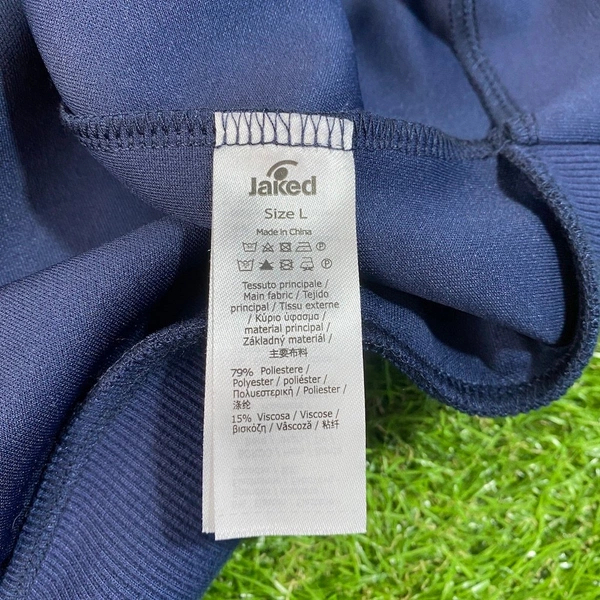 Jaked
Size L
Made in China
Tessuto principale /
Main fabric / Tejido
principal / Tissu externe
/ Κύριο ύφασμα /
material principal /
Základný materiál /
主要布料
79% Poliestere /
Polyester / poliéster /
Πολυεστερική / Poliester /
涤纶
15% Viscosa / Viscose /
βισκόζη / Vâscoză / 粘纤